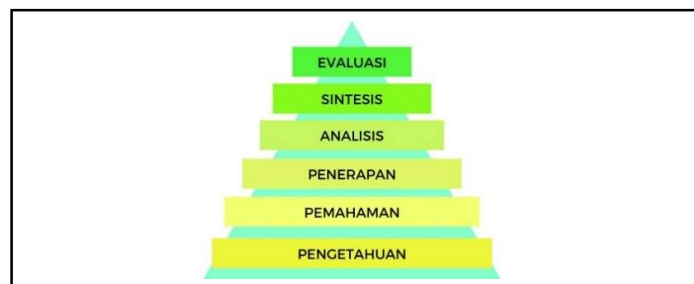 EVALUASI
SINTESIS
ANALISIS
PENERAPAN
PEMAHAMAN
PENGETAHUAN